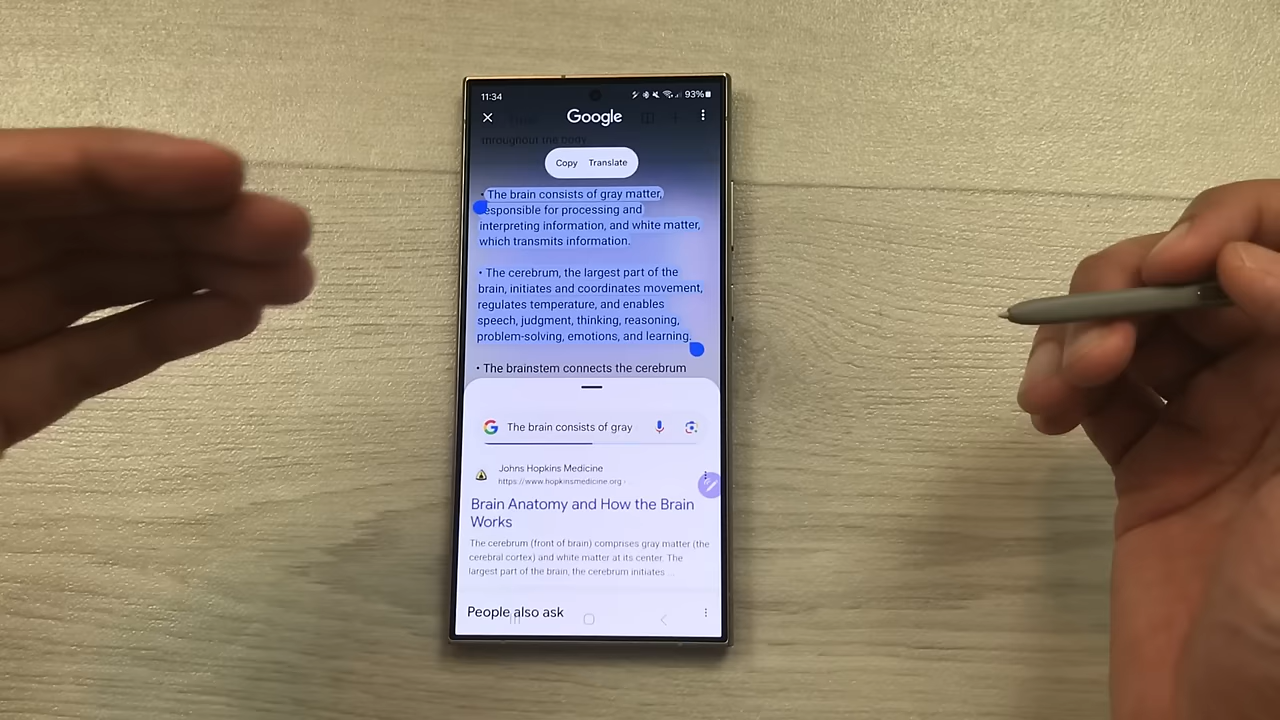 11:34
93%
Google
throughout the body
Copy Translate
• The brain consists of gray matter,
responsible for processing and
interpreting information, and white matter,
which transmits information.
• The cerebrum, the largest part of the
brain, initiates and coordinates movement,
regulates temperature, and enables
speech, judgment, thinking, reasoning,
problem-solving, emotions, and learning.
• The brainstem connects the cerebrum
The brain consists of gray
Johns Hopkins Medicine
https://www.hopkinsmedicine.org ›
Brain Anatomy and How the Brain
Works
The cerebrum (front of brain) comprises gray matter (the
cerebral cortex) and white matter at its center. The
largest part of the brain, the cerebrum initiates ...
People also ask